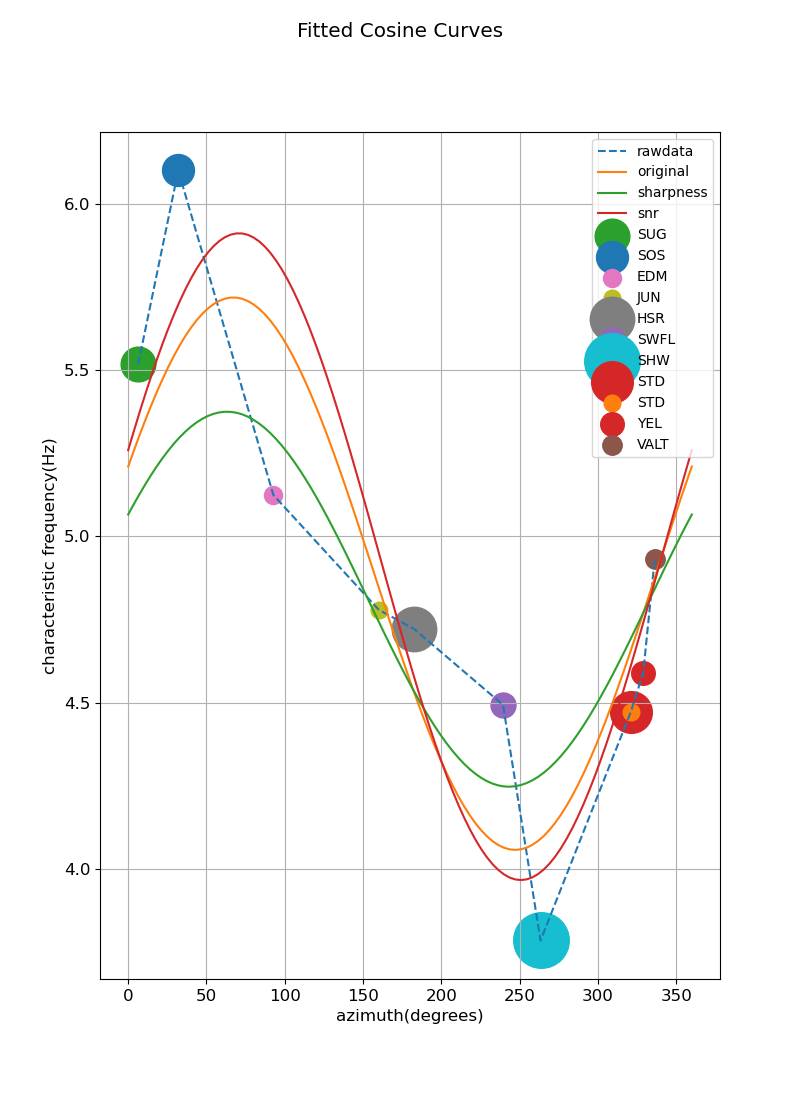 Fitted Cosine Curves
rawdata
original
sharpness
snr
SUG
SOS
EDM
JUN
HSR
SWFL
SHW
STD
STD
YEL
VALT
6.0
5.5
5.0
4.5
4.0
characteristic frequency(Hz)
0 50 100 150 200 250 300 350
azimuth(degrees)